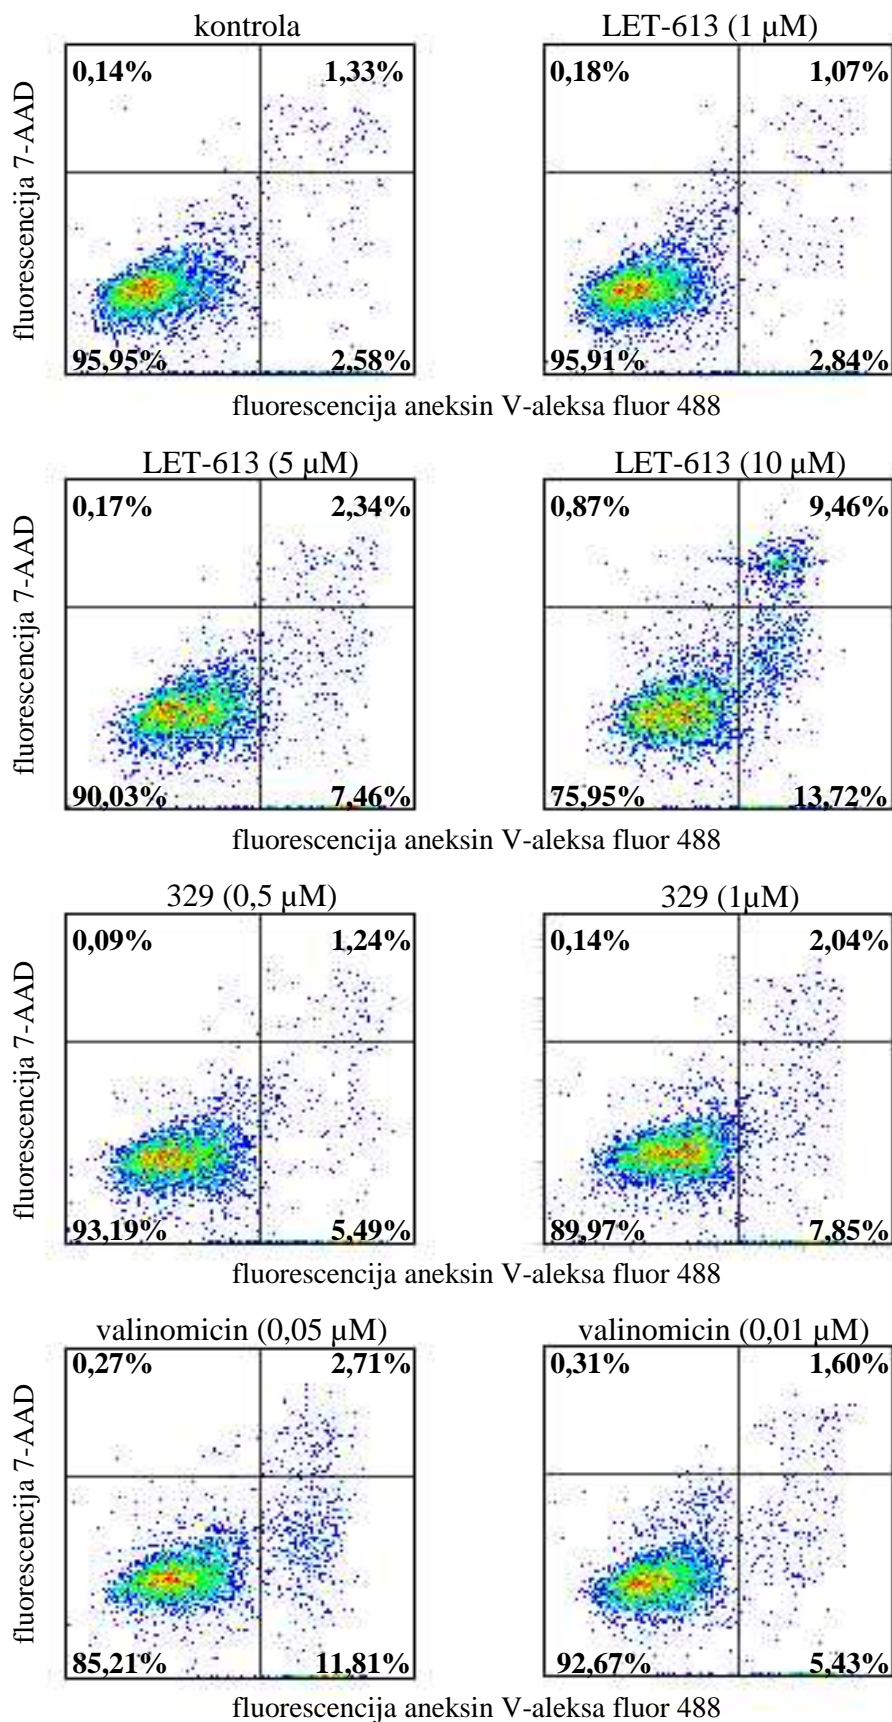 kontrola LET-613 (1 µM)
0,14% 1,33% 0,18% 1,07%
fluorescencija 7-AAD
95,95% 2,58% 95,91% 2,84%
fluorescencija aneksin V-aleksa fluor 488
LET-613 (5 µM) LET-613 (10 µM)
0,17% 2,34% 0,87% 9,46%
fluorescencija 7-AAD
90,03% 7,46% 75,95% 13,72%
fluorescencija aneksin V-aleksa fluor 488
329 (0,5 µM) 329 (1µM)
0,09% 1,24% 0,14% 2,04%
fluorescencija 7-AAD
93,19% 5,49% 89,97% 7,85%
fluorescencija aneksin V-aleksa fluor 488
valinomicin (0,05 µM) valinomicin (0,01 µM)
0,27% 2,71% 0,31% 1,60%
fluorescencija 7-AAD
85,21% 11,81% 92,67% 5,43%
fluorescencija aneksin V-aleksa fluor 488